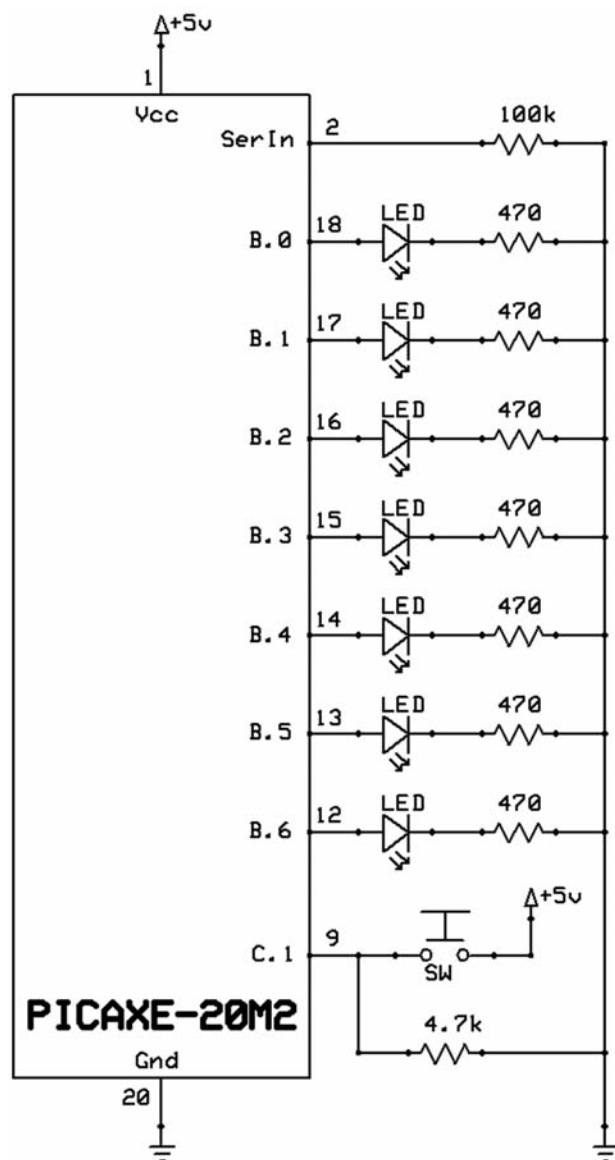 +5v
1
Vcc
SerIn 2 100k
B.0 18 LED 470
B.1 17 LED 470
B.2 16 LED 470
B.3 15 LED 470
B.4 14 LED 470
B.5 13 LED 470
B.6 12 LED 470
+5v
C.1 9 SW
PICAXE-20M2 4.7k
Gnd
20